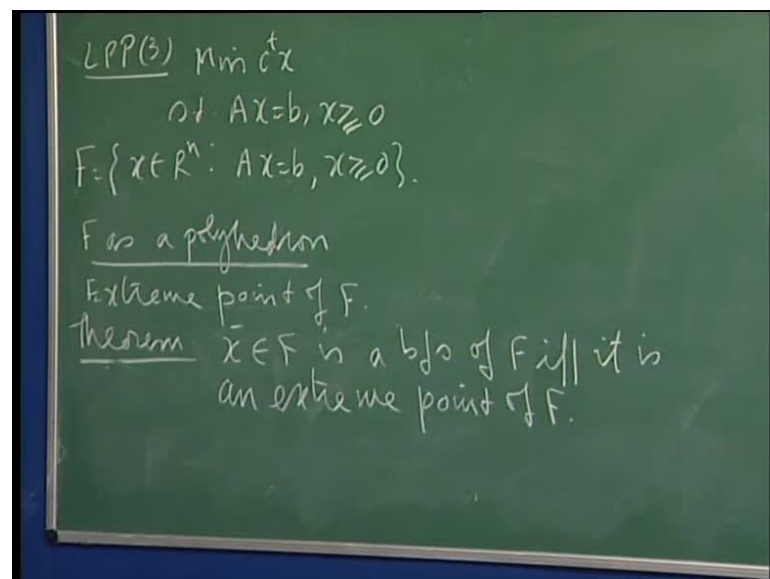 LPP(3) Min cᵗx
s.t. Ax=b, x≥0
F={x∈Rⁿ: Ax=b, x≥0}.
F as a polyhedron
Extreme point of F.
Theorem x̄∈F is a bfs of F iff it is
an extreme point of F.